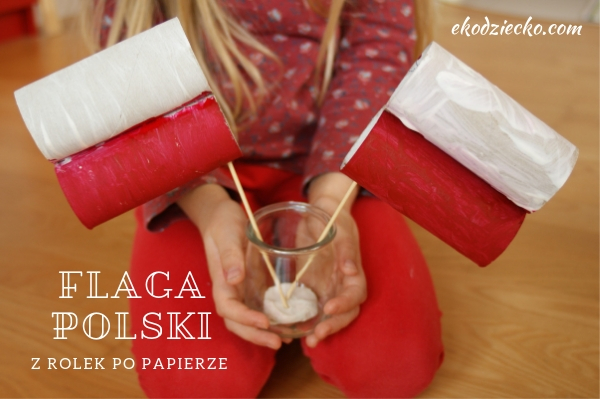 ekodziecko.com
FLAGA
POLSKI
Z ROLEK PO PAPIERZE